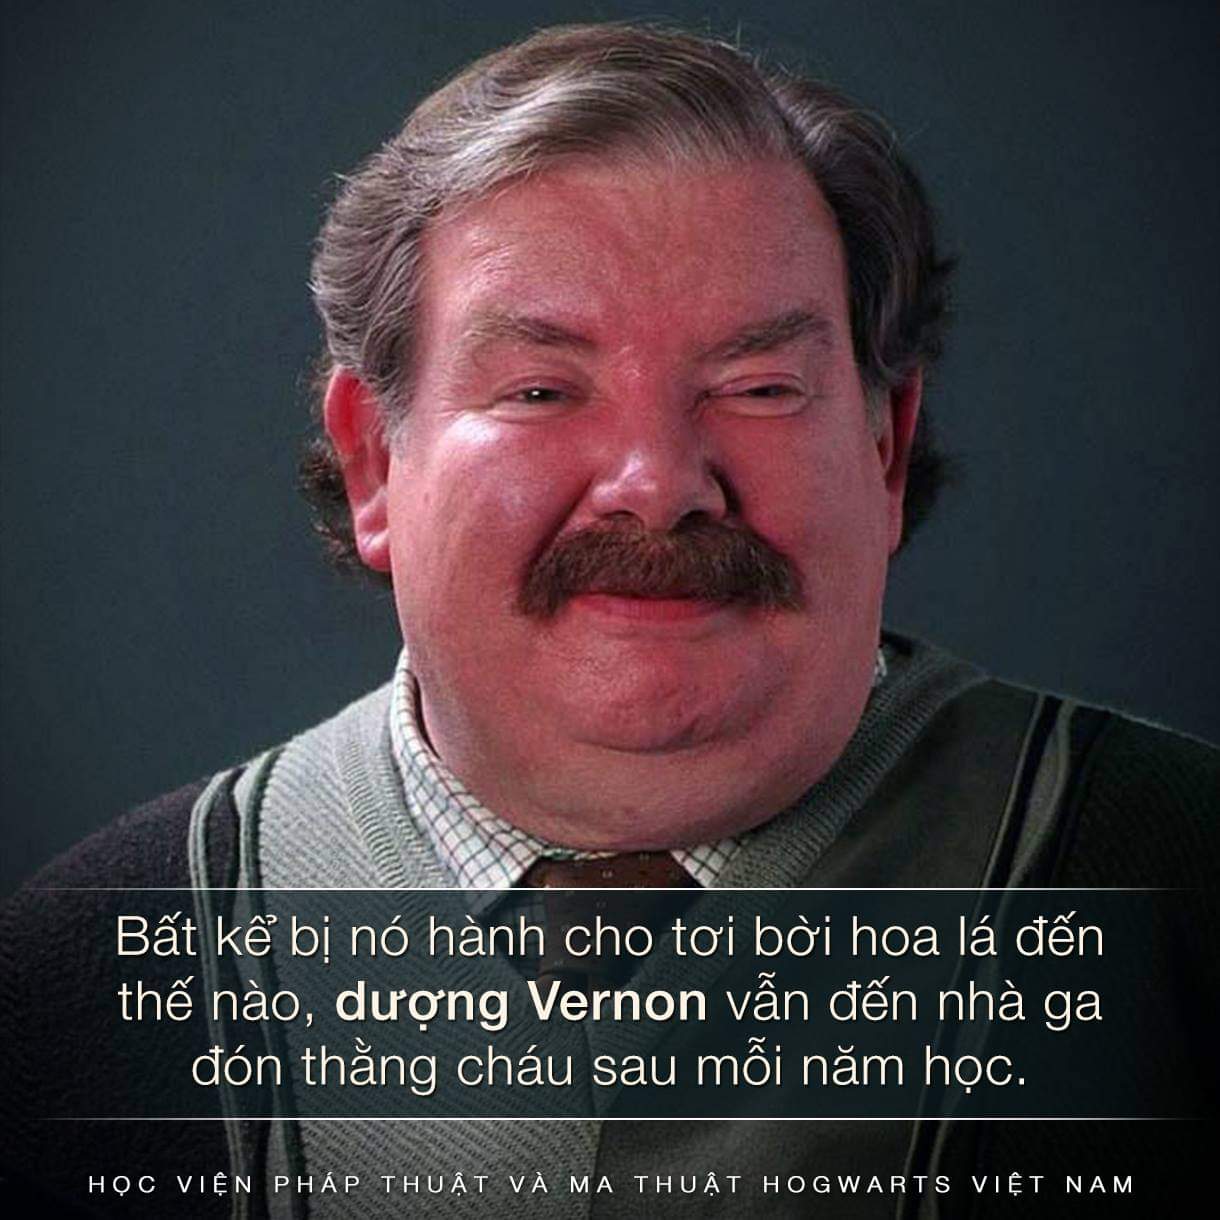 Bất kể bị nó hành cho tơi bời hoa lá đến
thế nào, dượng Vernon vẫn đến nhà ga
đón thằng cháu sau mỗi năm học.
HỌC VIỆN PHÁP THUẬT VÀ MA THUẬT HOGWARTS VIỆT NAM